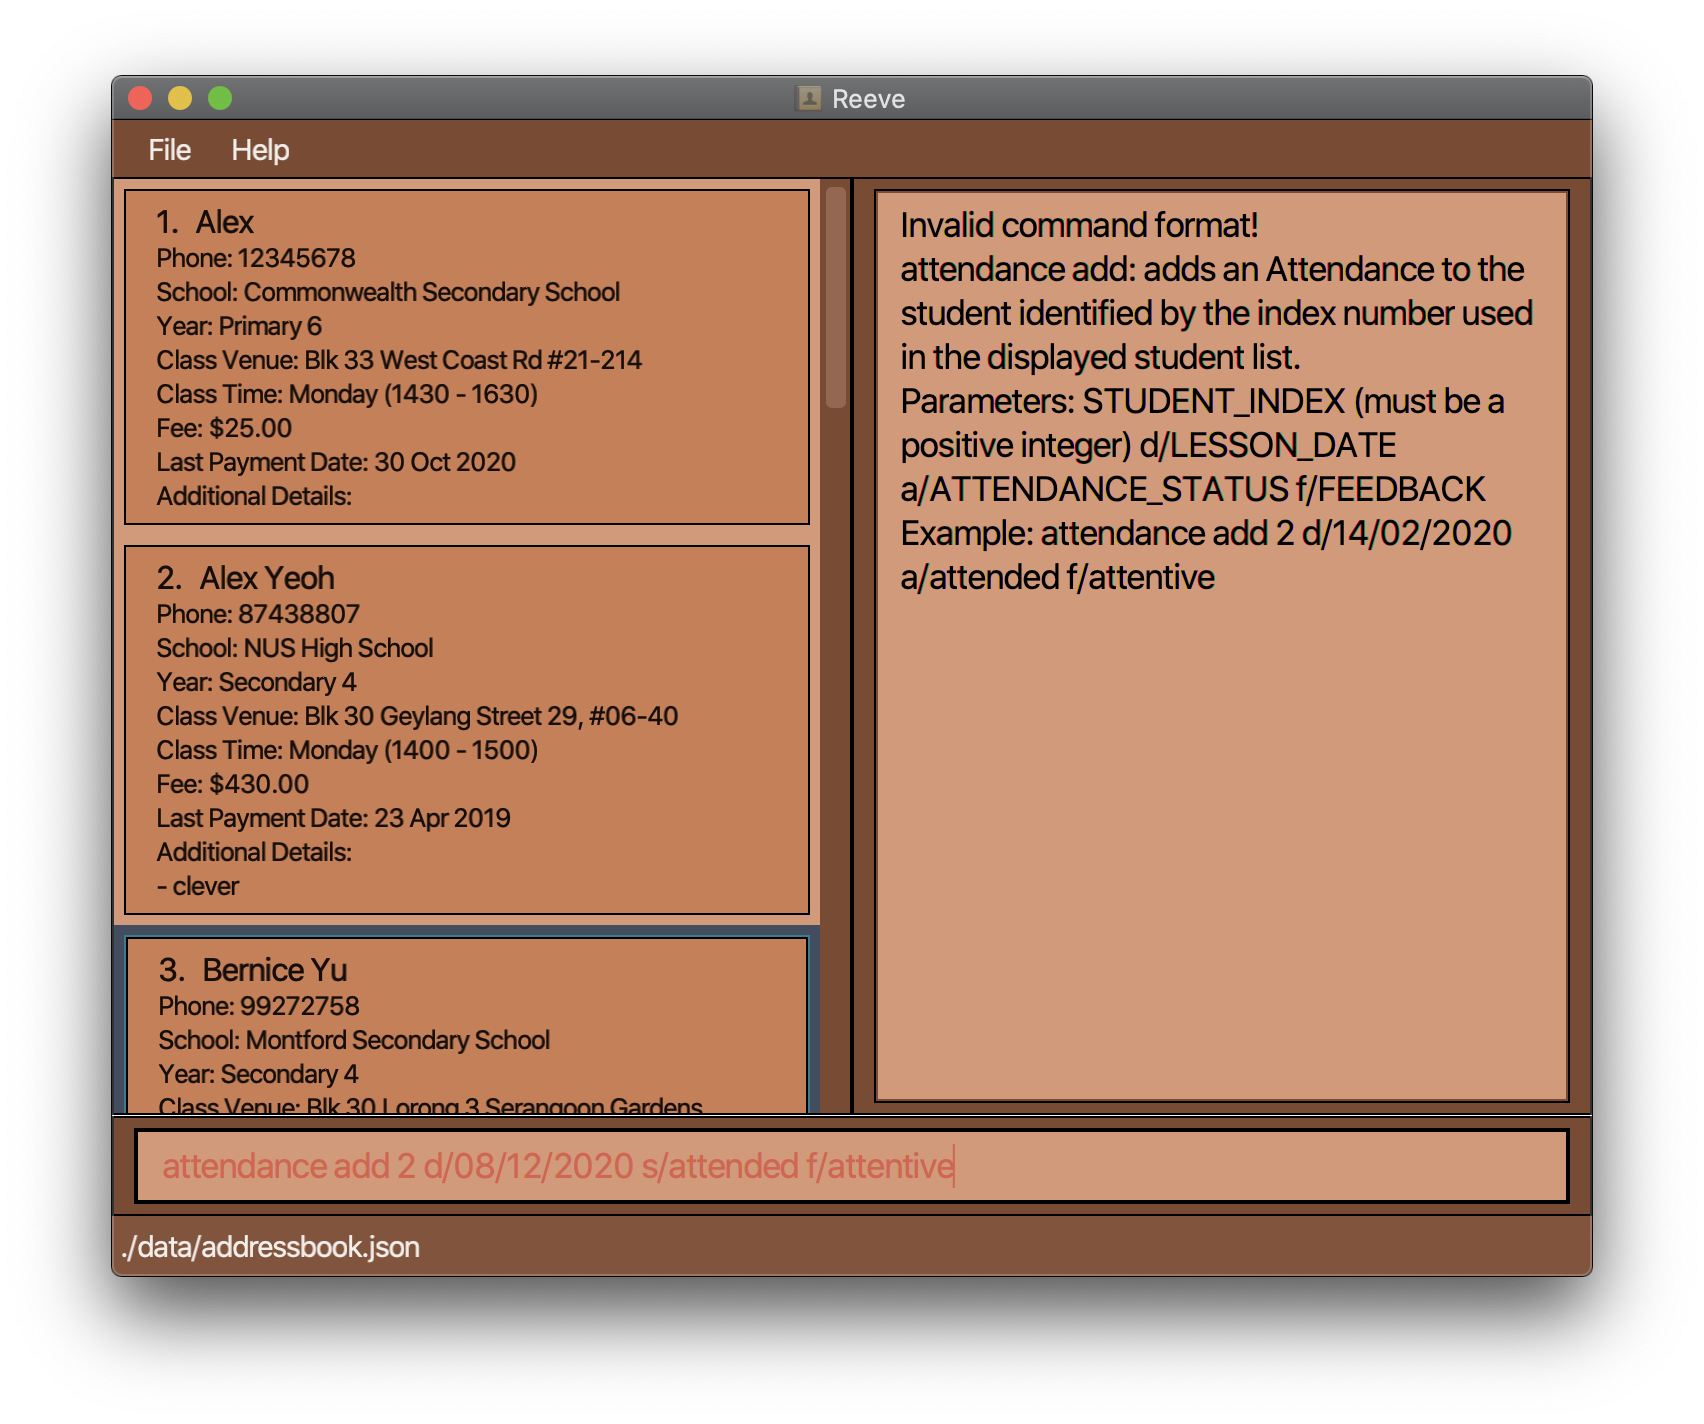 Reeve
File Help
1. Alex
Phone: 12345678
School: Commonwealth Secondary School
Year: Primary 6
Class Venue: Blk 33 West Coast Rd #21-214
Class Time: Monday (1430 - 1630)
Fee: $25.00
Last Payment Date: 30 Oct 2020
Additional Details:
2. Alex Yeoh
Phone: 87438807
School: NUS High School
Year: Secondary 4
Class Venue: Blk 30 Geylang Street 29, #06-40
Class Time: Monday (1400 - 1500)
Fee: $430.00
Last Payment Date: 23 Apr 2019
Additional Details:
- clever
3. Bernice Yu
Phone: 99272758
School: Montford Secondary School
Year: Secondary 4
Class Venue: Blk 30 Lorong 3 Serangoon Gardens
Invalid command format!
attendance add: adds an Attendance to the
student identified by the index number used
in the displayed student list.
Parameters: STUDENT_INDEX (must be a
positive integer) d/LESSON_DATE
a/ATTENDANCE_STATUS f/FEEDBACK
Example: attendance add 2 d/14/02/2020
a/attended f/attentive
attendance add 2 d/08/12/2020 s/attended f/attentive
./data/addressbook.json